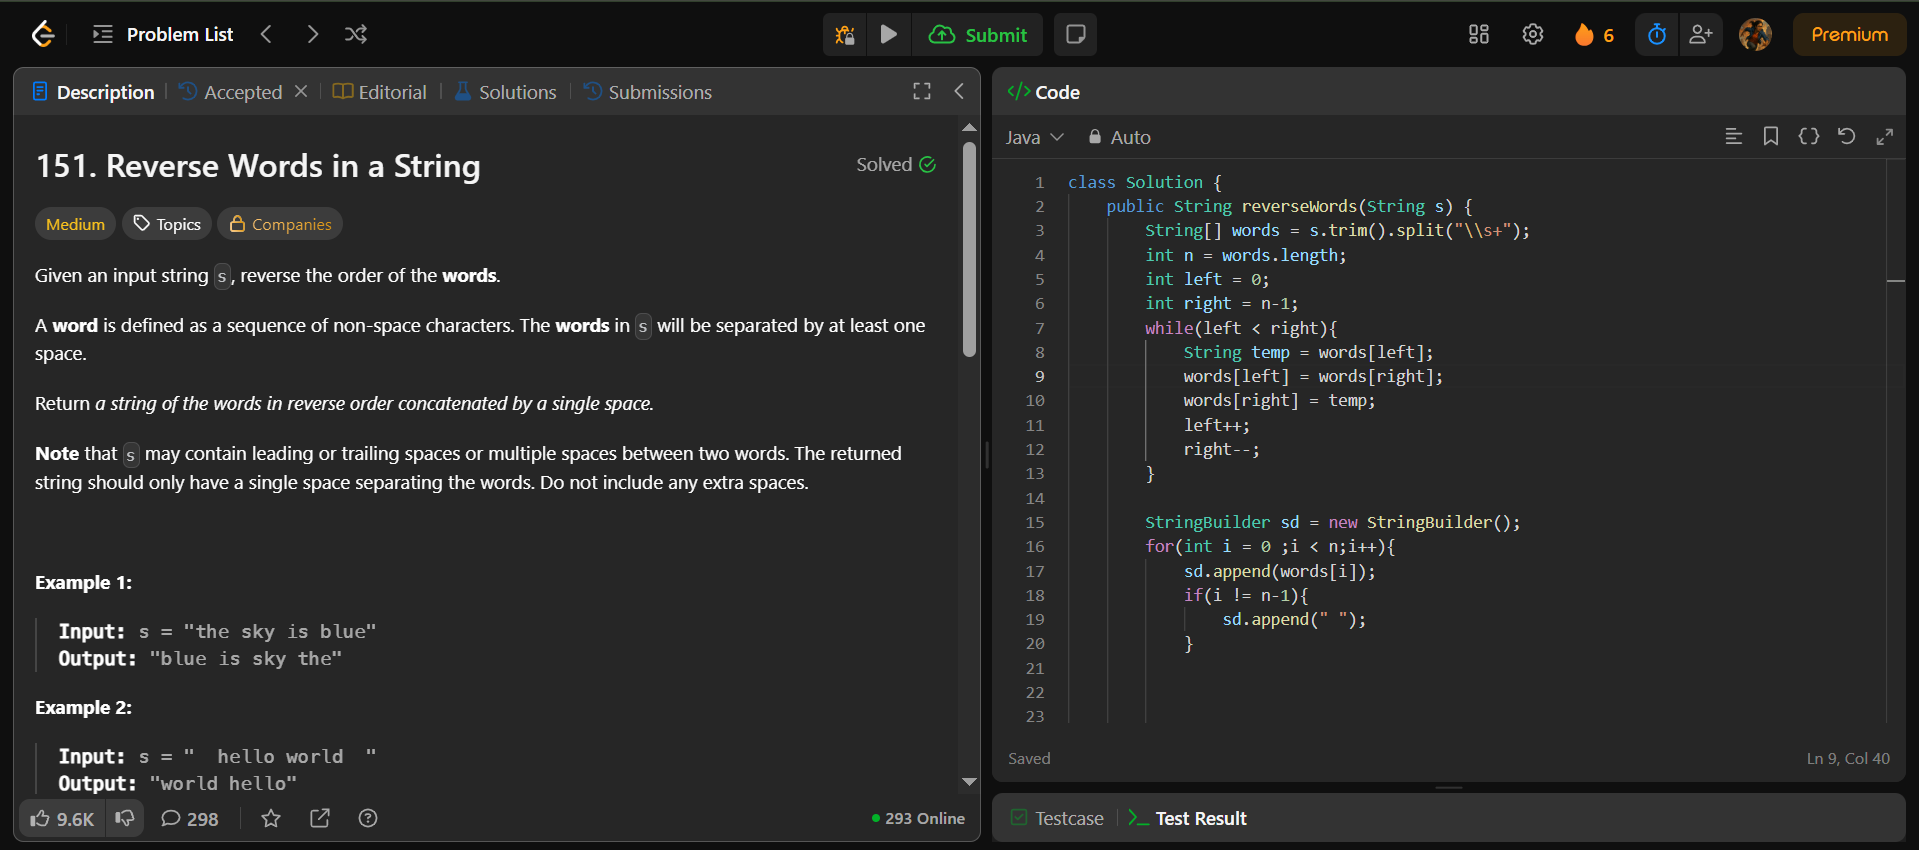 Problem List
Submit
6
Premium
Description
Accepted
Editorial
Solutions
Submissions
151. Reverse Words in a String
Solved
Medium
Topics
Companies
Given an input string s, reverse the order of the words.
A word is defined as a sequence of non-space characters. The words in s will be separated by at least one
space.
Return a string of the words in reverse order concatenated by a single space.
Note that s may contain leading or trailing spaces or multiple spaces between two words. The returned
string should only have a single space separating the words. Do not include any extra spaces.
Example 1:
Input: s = "the sky is blue"
Output: "blue is sky the"
Example 2:
Input: s = "  hello world  "
Output: "world hello"
9.6K
298
293 Online
</> Code
Java
Auto
1 class Solution {
2     public String reverseWords(String s) {
3         String[] words = s.trim().split("\\s+");
4         int n = words.length;
5         int left = 0;
6         int right = n-1;
7         while(left < right){
8             String temp = words[left];
9             words[left] = words[right];
10             words[right] = temp;
11             left++;
12             right--;
13         }
14
15         StringBuilder sd = new StringBuilder();
16         for(int i = 0 ;i < n;i++){
17             sd.append(words[i]);
18             if(i != n-1){
19                 sd.append(" ");
20             }
21
22
23
Saved
Ln 9, Col 40
Testcase
Test Result